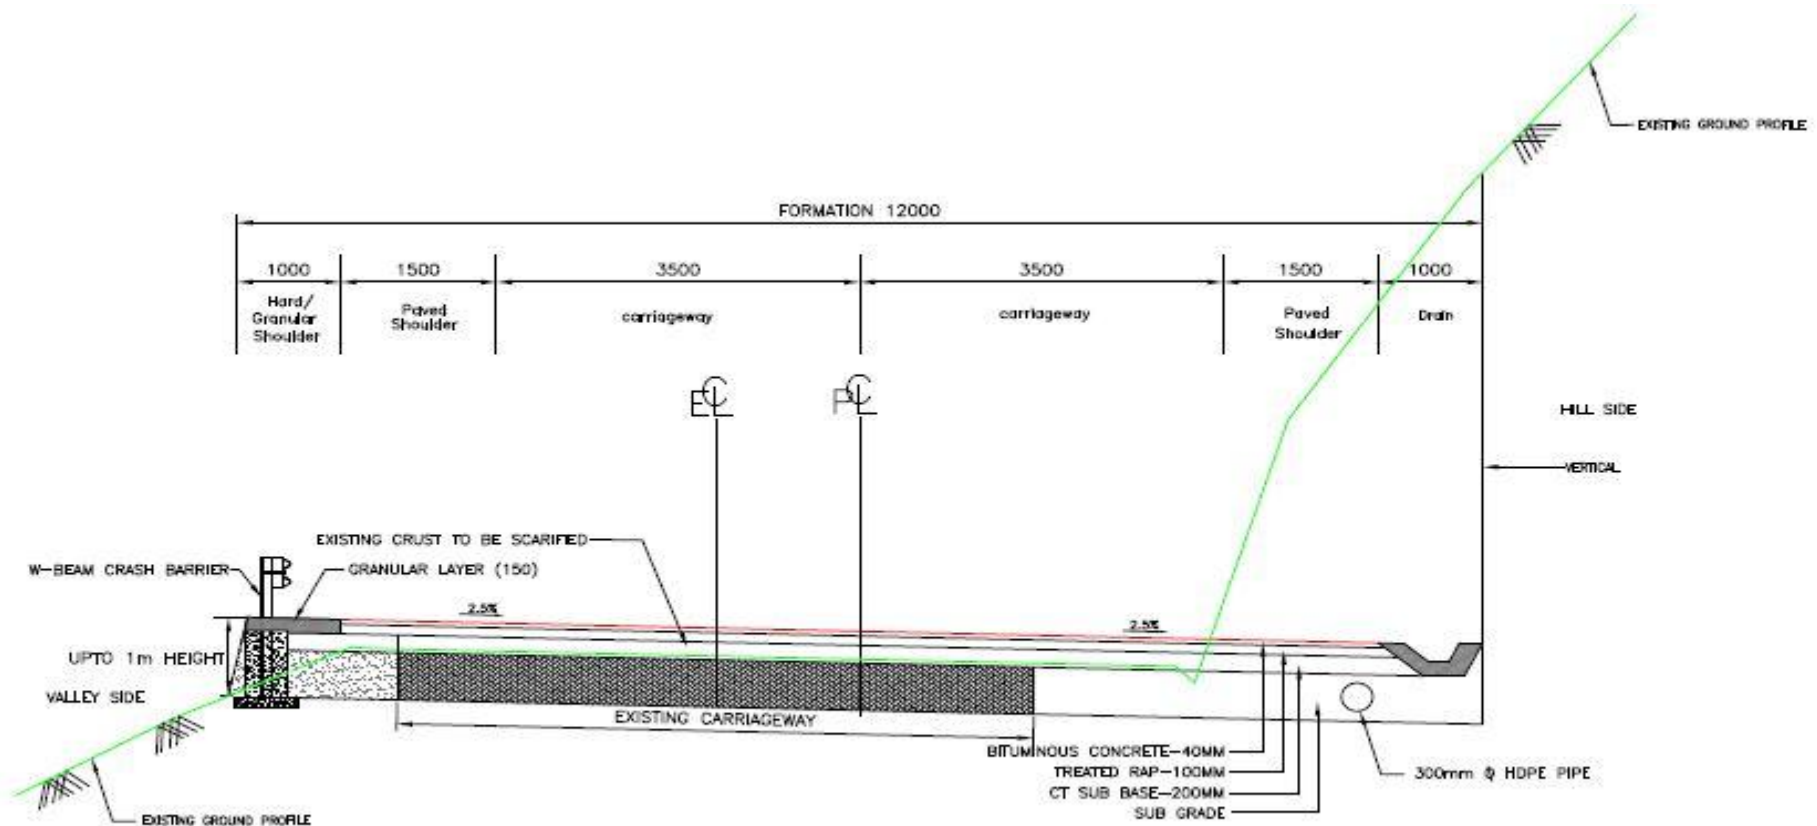 EXISTING GROUND PROFILE
FORMATION 12000
1000
1500
3500
3500
1500
1000
Hard/
Granular
Shoulder
Paved
Shoulder
carriageway
carriageway
Paved
Shoulder
Drain
E℄
P℄
HILL SIDE
VERTICAL
EXISTING CRUST TO BE SCARIFIED
W-BEAM CRASH BARRIER
GRANULAR LAYER (150)
2.5%
2.5%
UPTO 1m HEIGHT
VALLEY SIDE
EXISTING CARRIAGEWAY
BITUMINOUS CONCRETE-40MM
TREATED RAP-100MM
CT SUB BASE-200MM
SUB GRADE
300mm Φ HDPE PIPE
EXISTING GROUND PROFILE